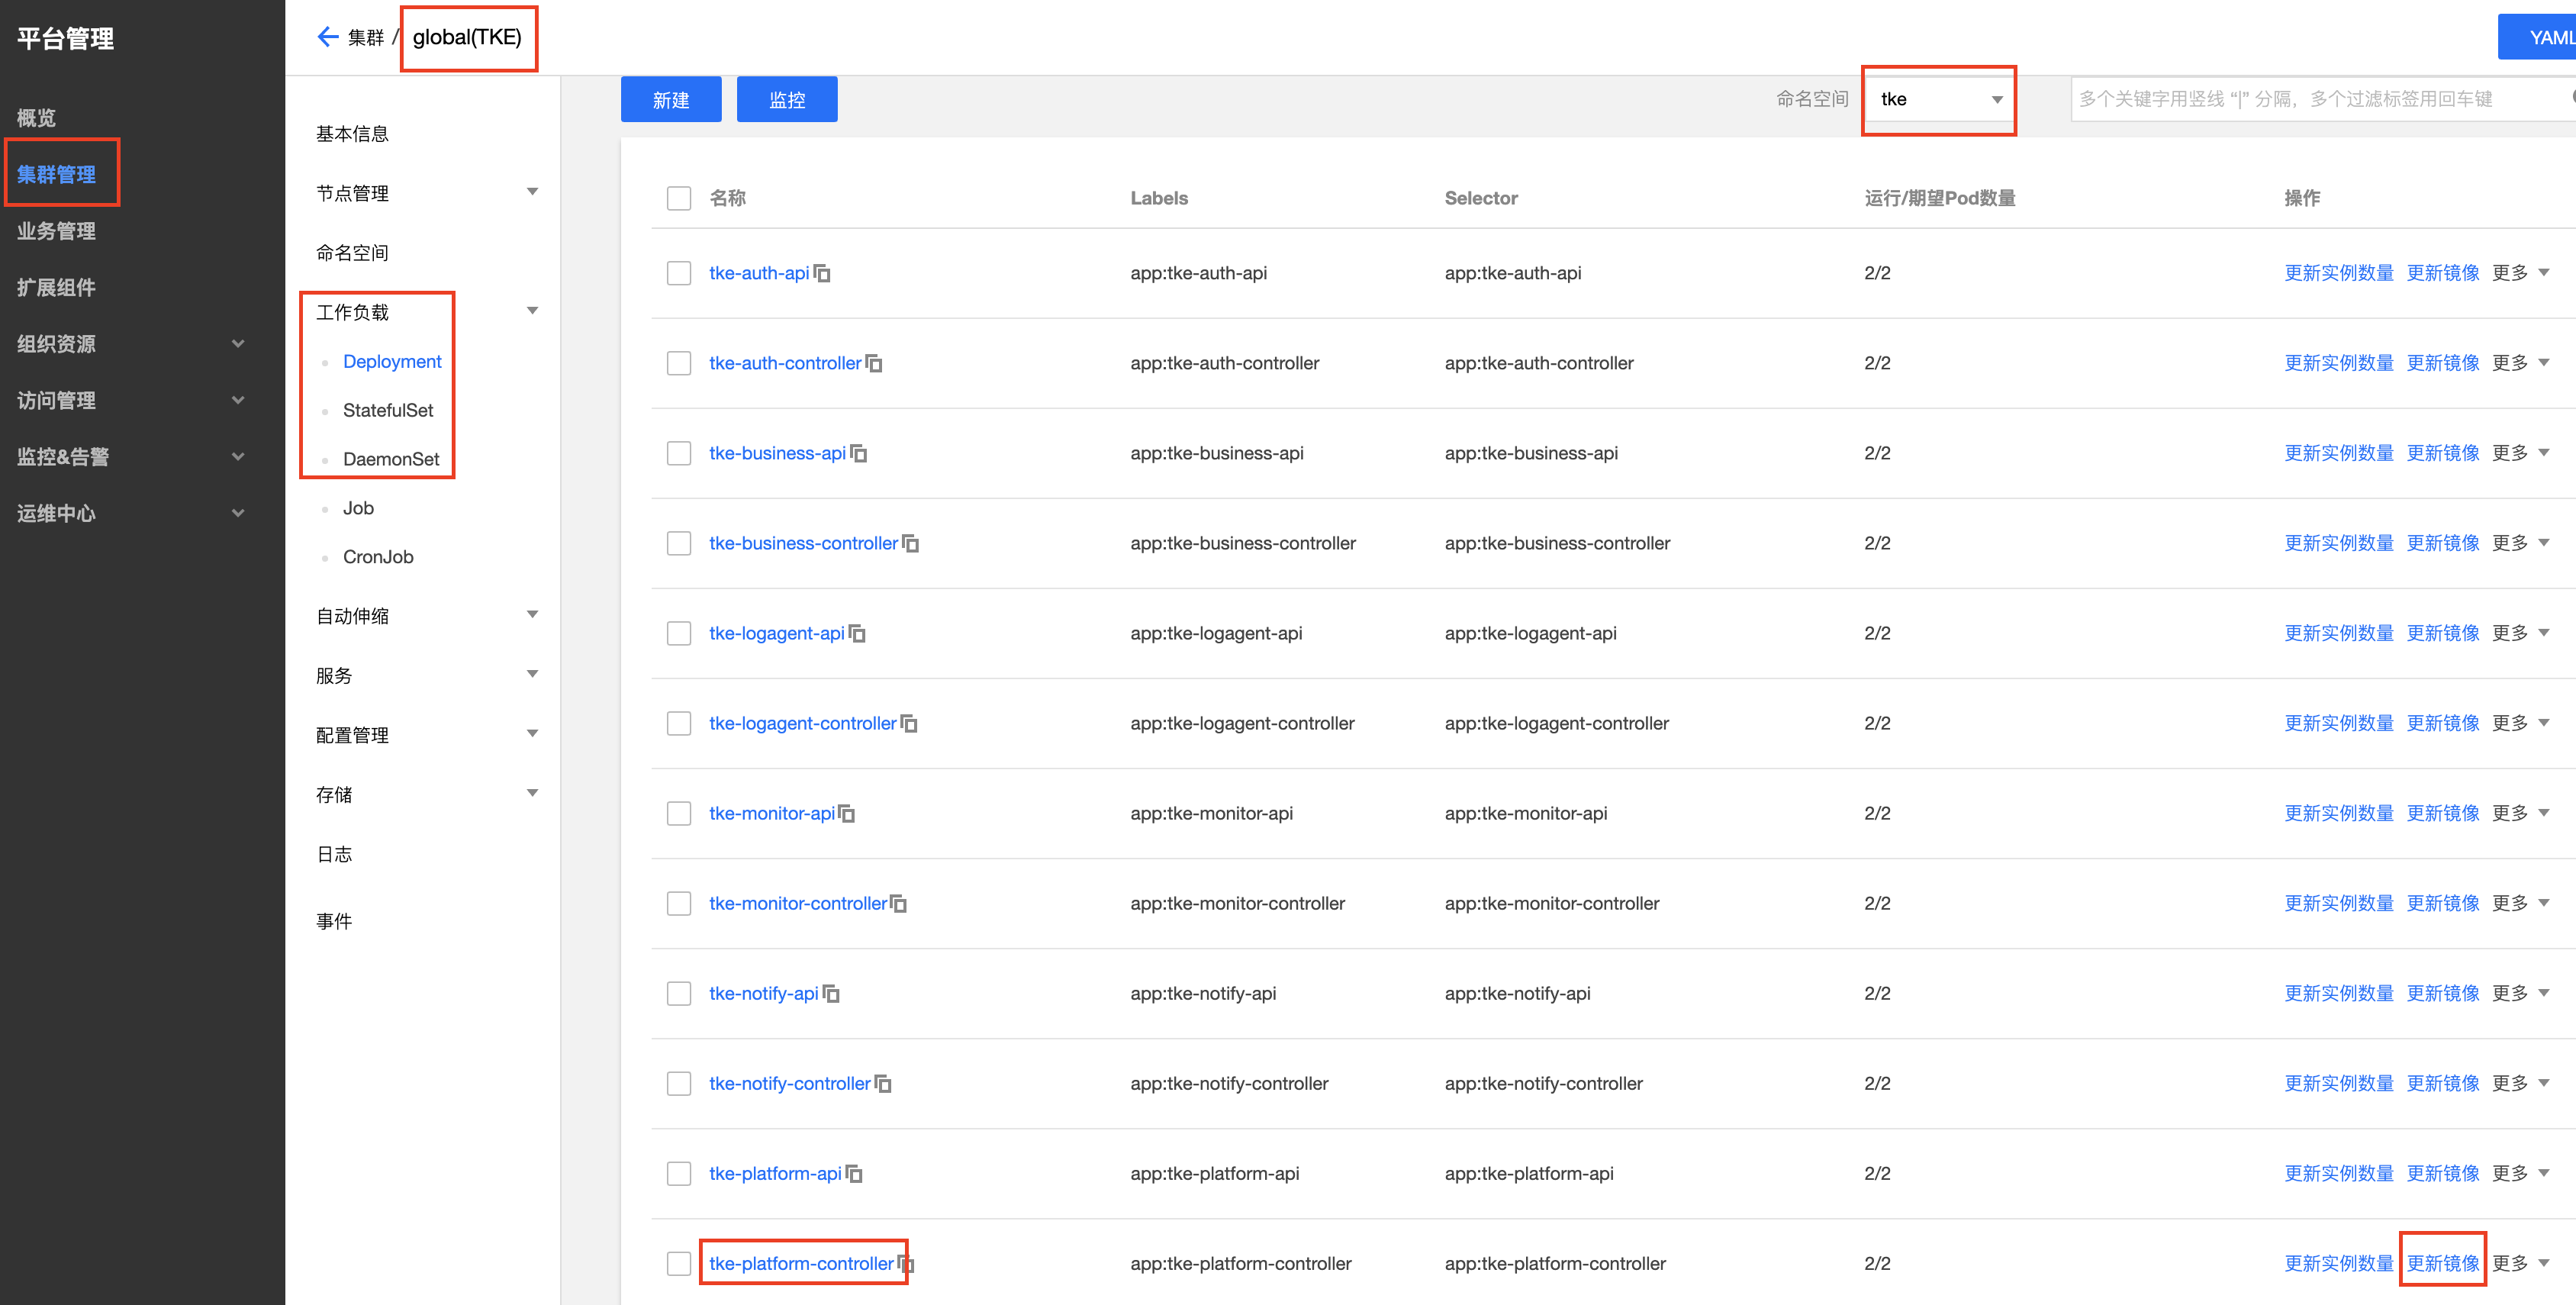 平台管理
概览
集群管理
业务管理
扩展组件
组织资源
访问管理
监控&告警
运维中心
集群 / global(TKE)
YAML
基本信息
节点管理
命名空间
工作负载
Deployment
StatefulSet
DaemonSet
Job
CronJob
自动伸缩
服务
配置管理
存储
日志
事件
新建 监控 命名空间 tke 多个关键字用竖线 “|” 分隔，多个过滤标签用回车键
名称 Labels Selector 运行/期望Pod数量 操作
tke-auth-api app:tke-auth-api app:tke-auth-api 2/2 更新实例数量 更新镜像 更多
tke-auth-controller app:tke-auth-controller app:tke-auth-controller 2/2 更新实例数量 更新镜像 更多
tke-business-api app:tke-business-api app:tke-business-api 2/2 更新实例数量 更新镜像 更多
tke-business-controller app:tke-business-controller app:tke-business-controller 2/2 更新实例数量 更新镜像 更多
tke-logagent-api app:tke-logagent-api app:tke-logagent-api 2/2 更新实例数量 更新镜像 更多
tke-logagent-controller app:tke-logagent-controller app:tke-logagent-controller 2/2 更新实例数量 更新镜像 更多
tke-monitor-api app:tke-monitor-api app:tke-monitor-api 2/2 更新实例数量 更新镜像 更多
tke-monitor-controller app:tke-monitor-controller app:tke-monitor-controller 2/2 更新实例数量 更新镜像 更多
tke-notify-api app:tke-notify-api app:tke-notify-api 2/2 更新实例数量 更新镜像 更多
tke-notify-controller app:tke-notify-controller app:tke-notify-controller 2/2 更新实例数量 更新镜像 更多
tke-platform-api app:tke-platform-api app:tke-platform-api 2/2 更新实例数量 更新镜像 更多
tke-platform-controller app:tke-platform-controller app:tke-platform-controller 2/2 更新实例数量 更新镜像 更多